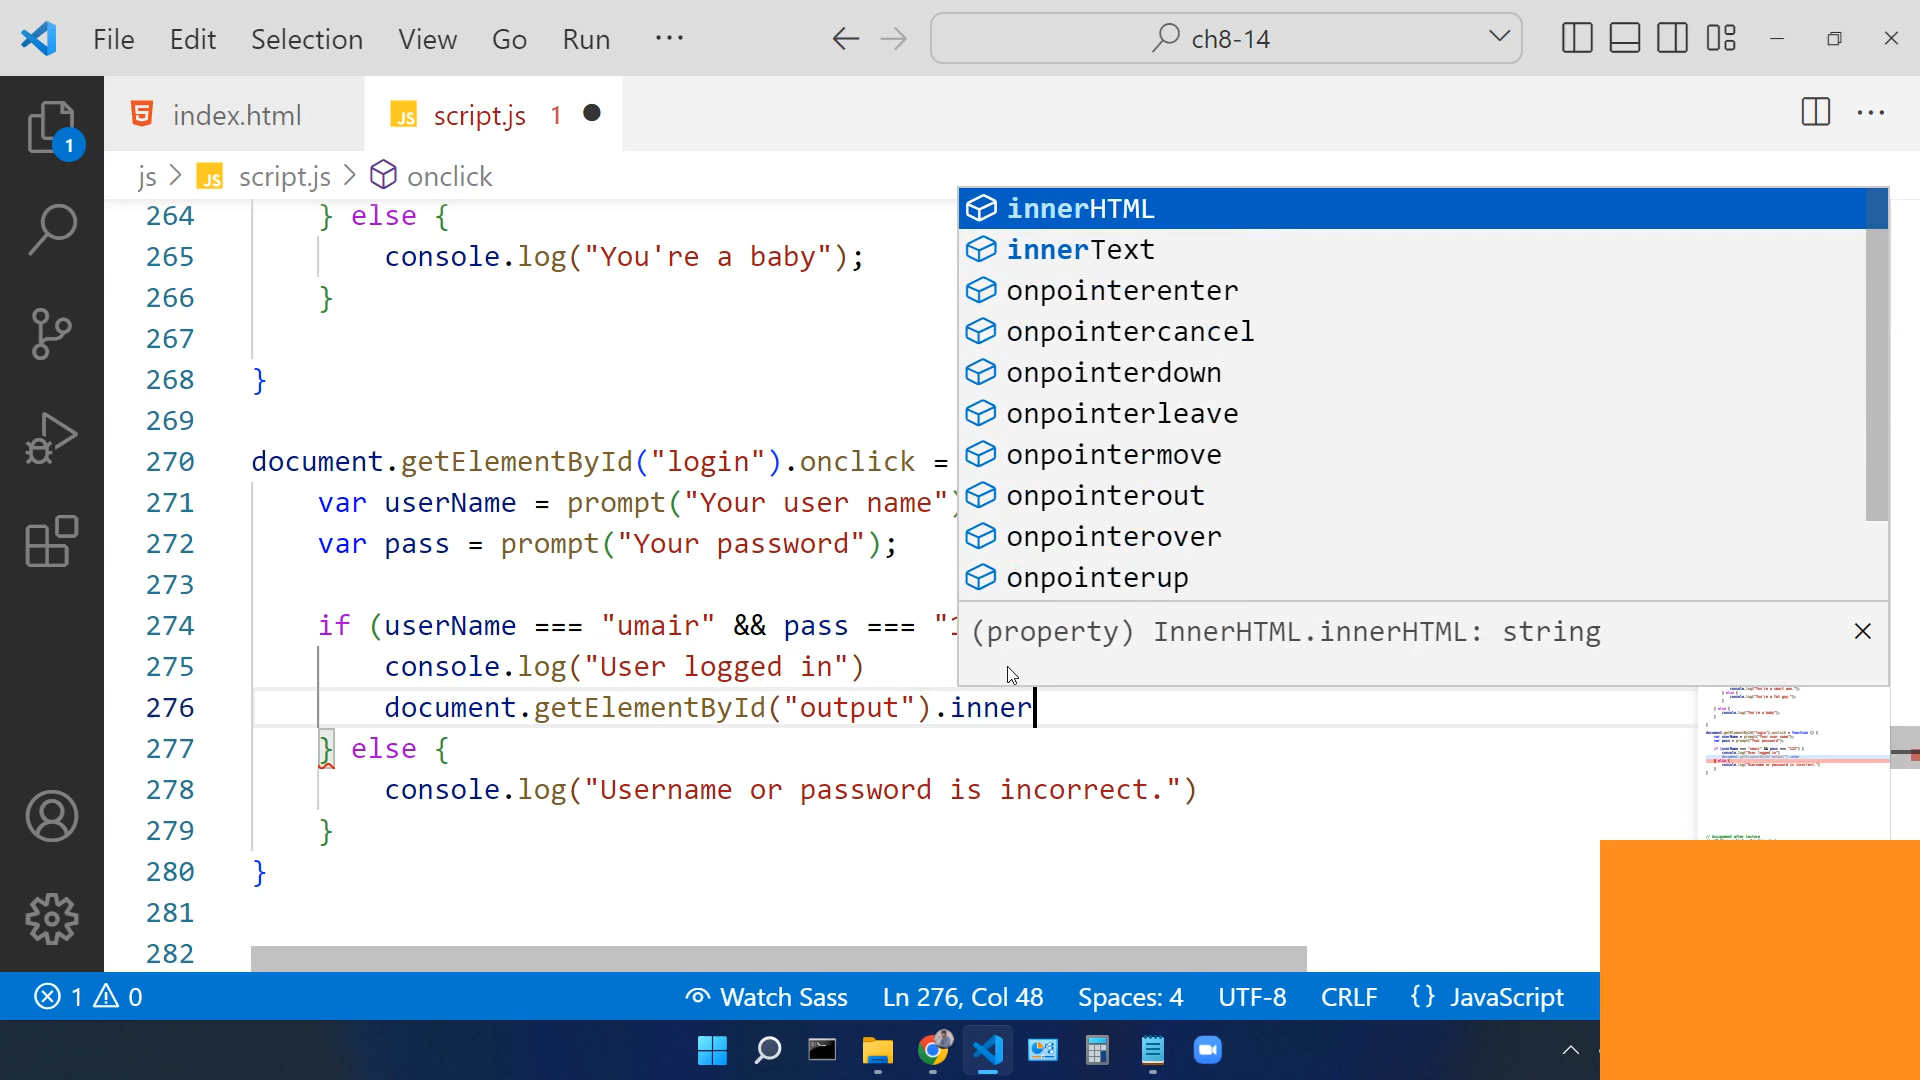 File Edit Selection View Go Run ch8-14
index.html script.js 1
1
js script.js onclick
264 } else {
265 console.log("You're a baby");
266 }
267
268 }
269
270 document.getElementById("login").onclick =
271 var userName = prompt("Your user name")
272 var pass = prompt("Your password");
273
274 if (userName === "umair" && pass === "1
275 console.log("User logged in")
276 document.getElementById("output").inner
277 } else {
278 console.log("Username or password is incorrect.")
279 }
280 }
281
282
innerHTML
innerText
onpointerenter
onpointercancel
onpointerdown
onpointerleave
onpointermove
onpointerout
onpointerover
onpointerup
(property) InnerHTML.innerHTML: string
1 0 Watch Sass Ln 276, Col 48 Spaces: 4 UTF-8 CRLF {} JavaScript